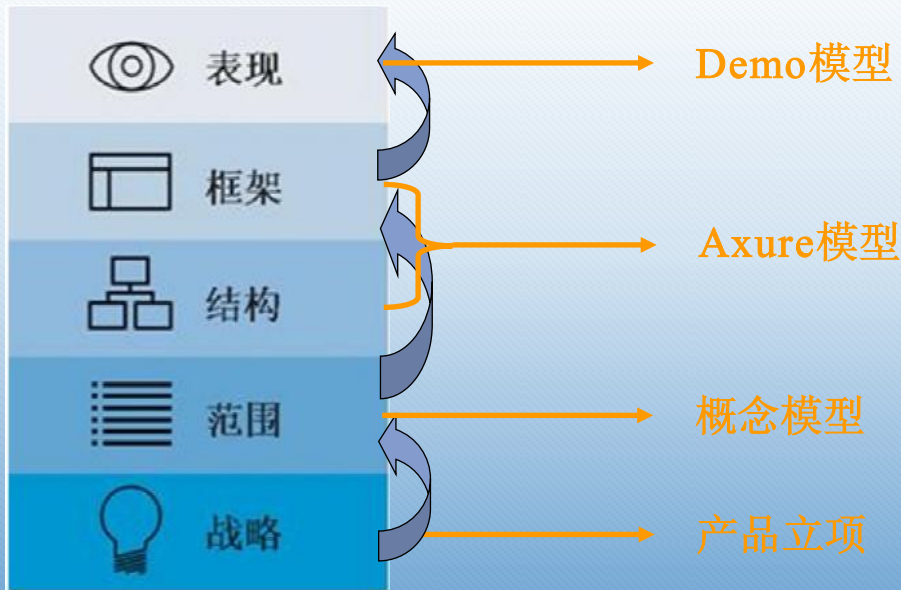 表现
Demo模型
框架
Axure模型
结构
范围
概念模型
战略
产品立项